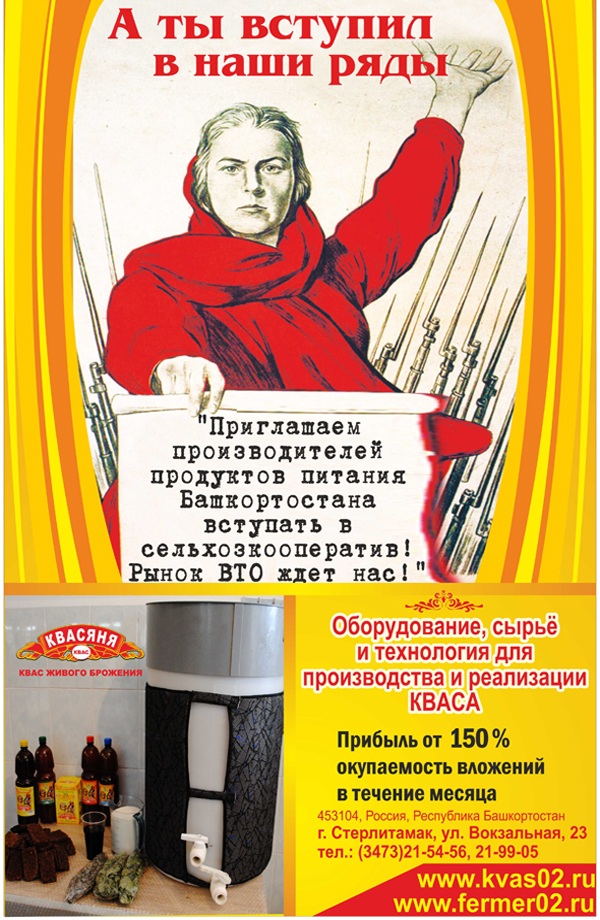 А ты вступил
в наши ряды
"Приглашаем
производителей
продуктов питания
Башкортостана
вступать в
сельхозкооператив!
Рынок ВТО ждет нас!"
КВАСЯНЯ
КВАС
КВАС ЖИВОГО БРОЖЕНИЯ
Оборудование, сырьё
и технология для
производства и реализации
КВАСА
Прибыль от 150 %
окупаемость вложений
в течение месяца
453104, Россия, Республика Башкортостан
г. Стерлитамак, ул. Вокзальная, 23
тел.: (3473)21-54-56, 21-99-05
www.kvas02.ru
www.fermer02.ru